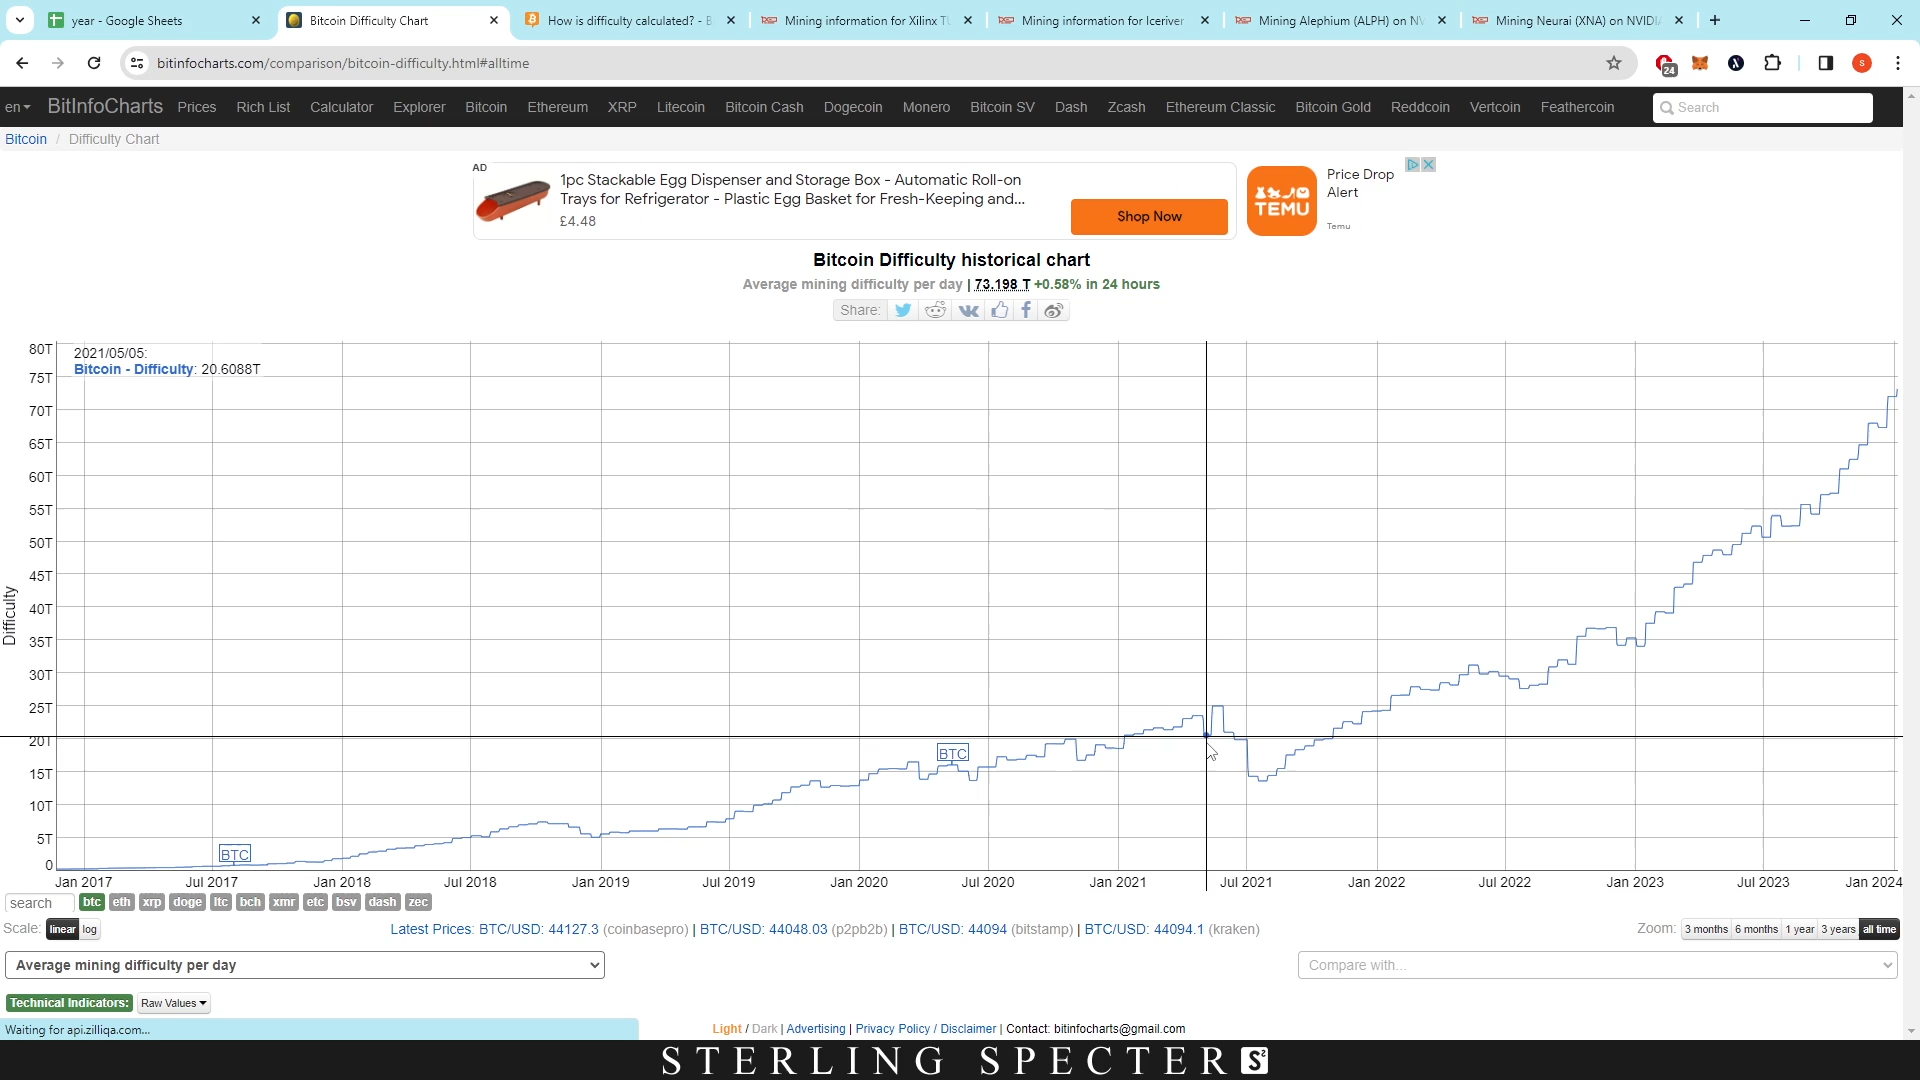 year - Google Sheets
Bitcoin Difficulty Chart
How is difficulty calculated? - B
Mining information for Xilinx TU
Mining information for Iceriver
Mining Alephium (ALPH) on NV
Mining Neurai (XNA) on NVIDI
bitinfocharts.com/comparison/bitcoin-difficulty.html#alltime
24
S
en
BitInfoCharts Prices Rich List Calculator Explorer Bitcoin Ethereum XRP Litecoin Bitcoin Cash Dogecoin Monero Bitcoin SV Dash Zcash Ethereum Classic Bitcoin Gold Reddcoin Vertcoin Feathercoin
Search
Bitcoin / Difficulty Chart
AD
1pc Stackable Egg Dispenser and Storage Box - Automatic Roll-on
Trays for Refrigerator - Plastic Egg Basket for Fresh-Keeping and...
£4.48
Shop Now
TEMU
Price Drop
Alert
Temu
Bitcoin Difficulty historical chart
Average mining difficulty per day | 73.198 T +0.58% in 24 hours
Share:
2021/05/05:
Bitcoin - Difficulty: 20.6088T
80T
75T
70T
65T
60T
55T
50T
45T
40T
35T
30T
25T
20T
15T
10T
5T
0
Difficulty
BTC
BTC
Jan 2017 Jul 2017 Jan 2018 Jul 2018 Jan 2019 Jul 2019 Jan 2020 Jul 2020 Jan 2021 Jul 2021 Jan 2022 Jul 2022 Jan 2023 Jul 2023 Jan 2024
search btc eth xrp doge ltc bch xmr etc bsv dash zec
Scale: linear log
Latest Prices: BTC/USD: 44127.3 (coinbasepro) | BTC/USD: 44048.03 (p2pb2b) | BTC/USD: 44094 (bitstamp) | BTC/USD: 44094.1 (kraken)
Zoom: 3 months 6 months 1 year 3 years all time
Average mining difficulty per day
Compare with...
Technical Indicators: Raw Values
Waiting for api.zilliqa.com...
Light / Dark | Advertising | Privacy Policy / Disclaimer | Contact: bitinfocharts@gmail.com
STERLING SPECTER S²